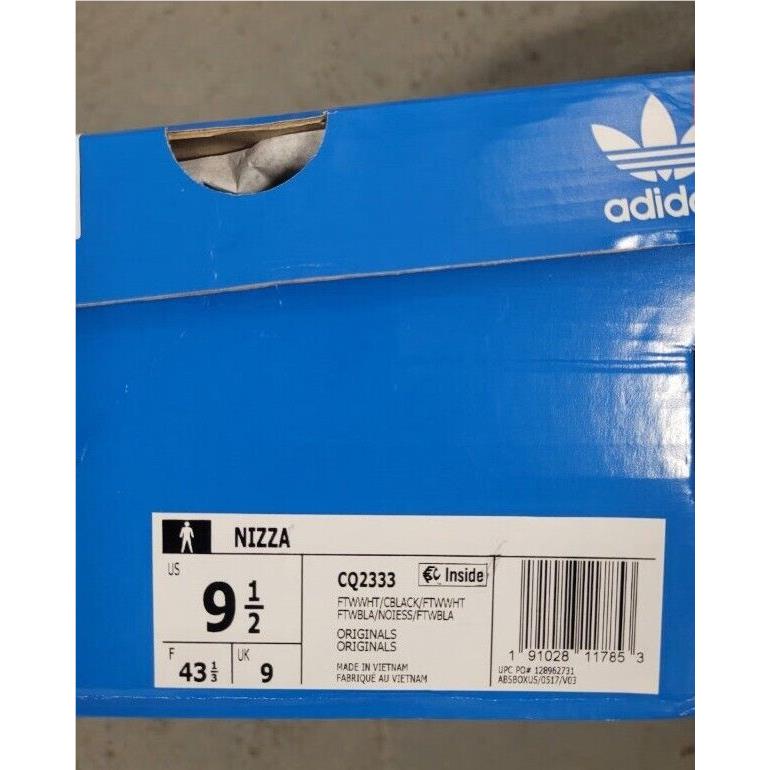 adida
NIZZA
US
9 1/2
F
43 1/3
UK
9
CQ2333
Inside
FTWWHT/CBLACK/FTWWHT
FTWBLA/NOIESS/FTWBLA
ORIGINALS
ORIGINALS
MADE IN VIETNAM
FABRIQUÉ AU VIETNAM
1 91028 11785 3
UPC PO# 128962731
ABSBOXUS/0517/V03